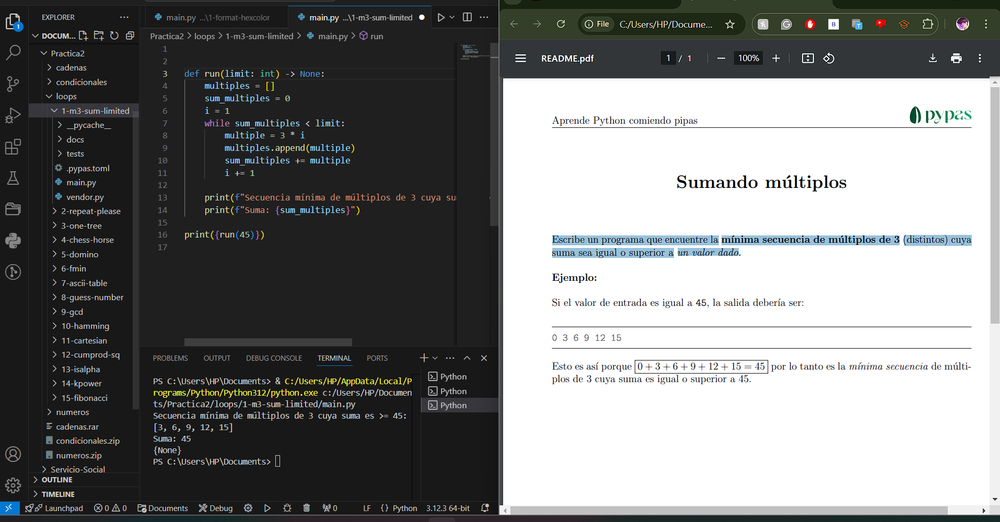 EXPLORER
DOCUM...
Practica2
cadenas
condicionales
loops
1-m3-sum-limited
__pycache__
docs
tests
.pypas.toml
main.py
vendor.py
2-repeat-please
3-one-tree
4-chess-horse
5-domino
6-fmin
7-ascii-table
8-guess-number
9-gcd
10-hamming
11-cartesian
12-cumprod-sq
13-isalpha
14-kpower
15-fibonacci
numeros
cadenas.rar
condicionales.zip
numeros.zip
Servicio-Social
OUTLINE
TIMELINE
1
main.py ...\1-format-hexcolor
main.py ...\1-m3-sum-limited
Practica2 > loops > 1-m3-sum-limited > main.py > run
1
2
3 def run(limit: int) -> None:
4 multiples = []
5 sum_multiples = 0
6 i = 1
7 while sum_multiples < limit:
8 multiple = 3 * i
9 multiples.append(multiple)
10 sum_multiples += multiple
11 i += 1
12
13 print(f"Secuencia mínima de múltiplos de 3 cuya su
14 print(f"Suma: {sum_multiples}")
15
16 print({run(45)})
17
PROBLEMS OUTPUT DEBUG CONSOLE TERMINAL PORTS
PS C:\Users\HP\Documents> & C:/Users/HP/AppData/Local/P
rograms/Python/Python312/python.exe c:/Users/HP/Documen
ts/Practica2/loops/1-m3-sum-limited/main.py
Secuencia mínima de múltiplos de 3 cuya suma es >= 45:
[3, 6, 9, 12, 15]
Suma: 45
{None}
PS C:\Users\HP\Documents>
Python
Python
Python
Launchpad 0 0 Documents Debug 0 LF {} Python 3.12.3 64-bit
File C:/Users/HP/Docume...
README.pdf 1 / 1 100%
Aprende Python comiendo pipas
pypas
Sumando múltiplos
Escribe un programa que encuentre la mínima secuencia de múltiplos de 3 (distintos) cuya
suma sea igual o superior a un valor dado.
Ejemplo:
Si el valor de entrada es igual a 45, la salida debería ser:
0 3 6 9 12 15
Esto es así porque 0 + 3 + 6 + 9 + 12 + 15 = 45 por lo tanto es la mínima secuencia de múlti-
plos de 3 cuya suma es igual o superior a 45.